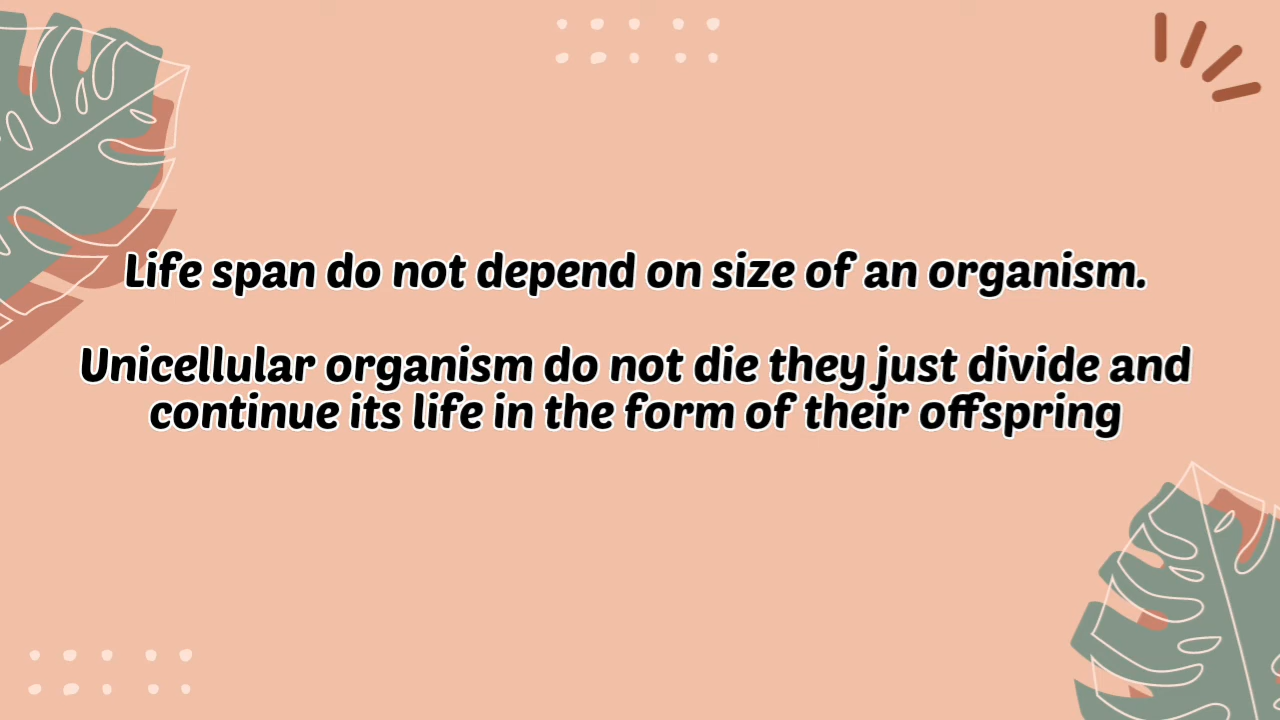 Life span do not depend on size of an organism.
Unicellular organism do not die they just divide and
continue its life in the form of their offspring